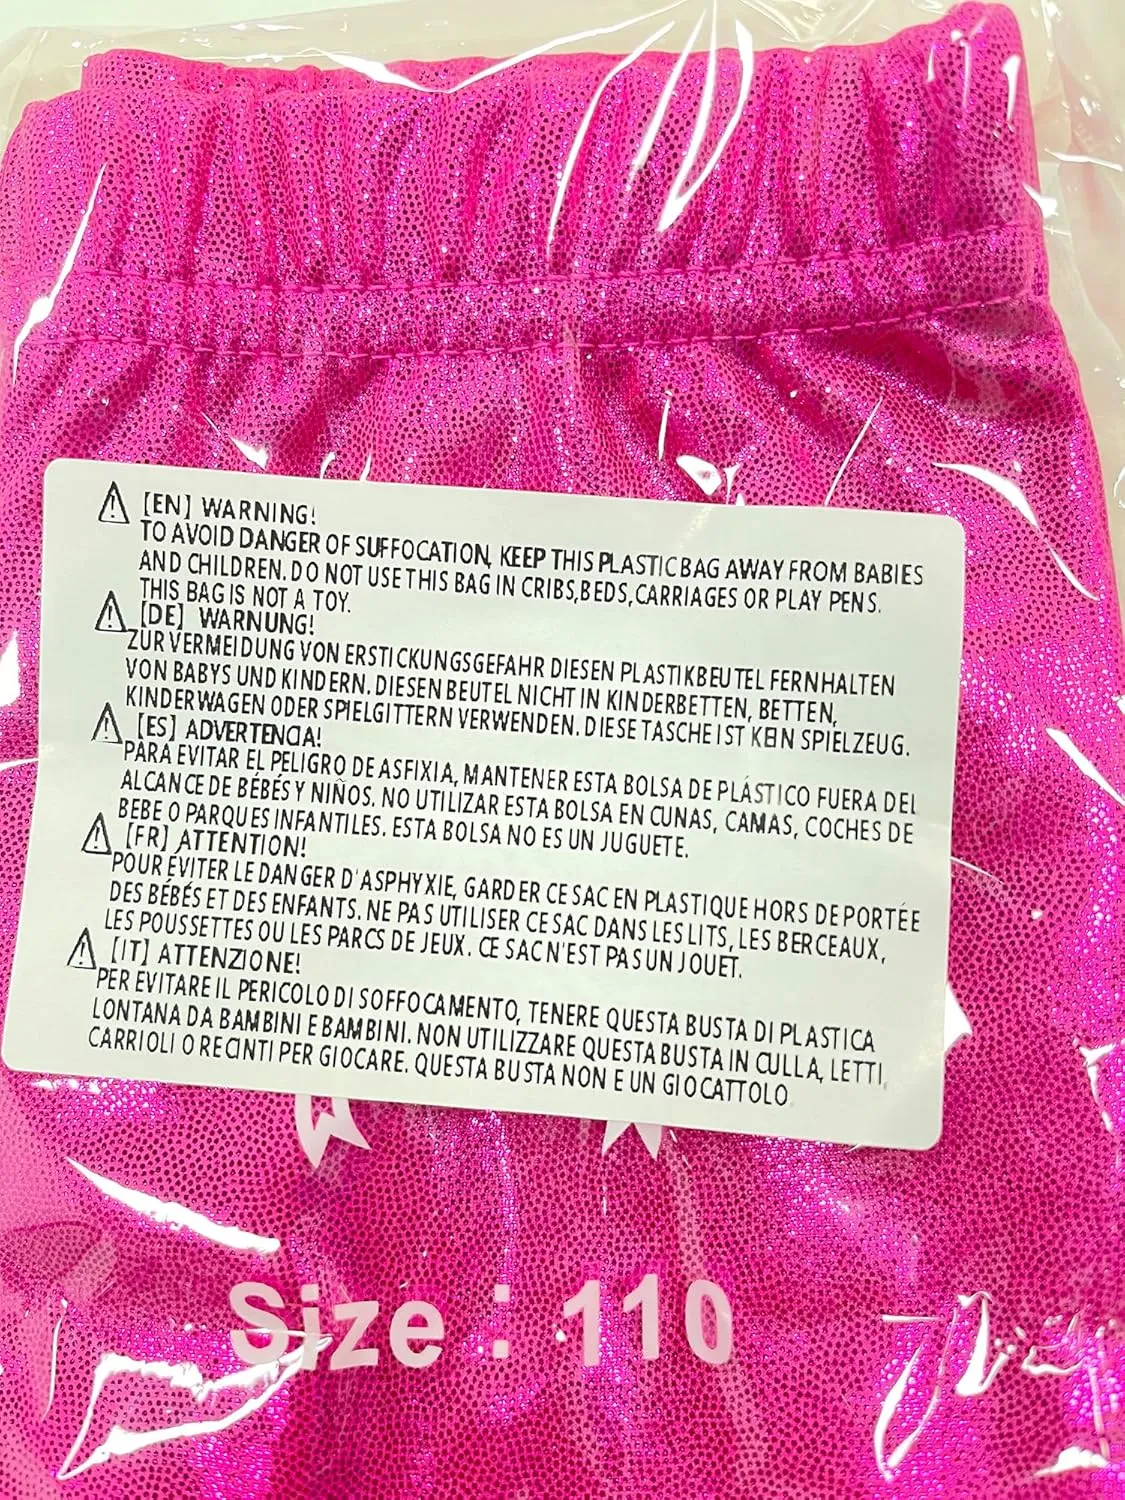 [EN] WARNING!
TO AVOID DANGER OF SUFFOCATION, KEEP THIS PLASTIC BAG AWAY FROM BABIES
AND CHILDREN. DO NOT USE THIS BAG IN CRIBS,BEDS,CARRIAGES OR PLAY PENS.
THIS BAG IS NOT A TOY.
[DE] WARNUNG!
ZUR VERMEIDUNG VON ERSTICKUNGSGEFAHR DIESEN PLASTIKBEUTEL FERNHALTEN
VON BABYS UND KINDERN. DIESEN BEUTEL NICHT IN KINDERBETTEN, BETTEN,
KINDERWAGEN ODER SPIELGITTERN VERWENDEN. DIESE TASCHE IST KEIN SPIELZEUG.
[ES] ADVERTENCIA!
PARA EVITAR EL PELIGRO DE ASFIXIA, MANTENER ESTA BOLSA DE PLÁSTICO FUERA DEL
ALCANCE DE BÉBÉS Y NIÑOS. NO UTILIZAR ESTA BOLSA EN CUNAS, CAMAS, COCHES DE
BEBE O PARQUES INFANTILES. ESTA BOLSA NO ES UN JUGUETE.
[FR] ATTENTION!
POUR ÉVITER LE DANGER D'ASPHYXIE, GARDER CE SAC EN PLASTIQUE HORS DE PORTÉE
DES BÉBÉS ET DES ENFANTS. NE PAS UTILISER CE SAC DANS LES LITS, LES BERCEAUX,
LES POUSSETTES OU LES PARCS DE JEUX. CE SAC N'EST PAS UN JOUET.
[IT] ATTENZIONE!
PER EVITARE IL PERICOLO DI SOFFOCAMENTO, TENERE QUESTA BUSTA DI PLASTICA
LONTANA DA BAMBINI E BAMBINI. NON UTILIZZARE QUESTA BUSTA IN CULLA, LETTI,
CARRIOLI O RECINTI PER GIOCARE. QUESTA BUSTA NON E UN GIOCATTOLO.
Size : 110